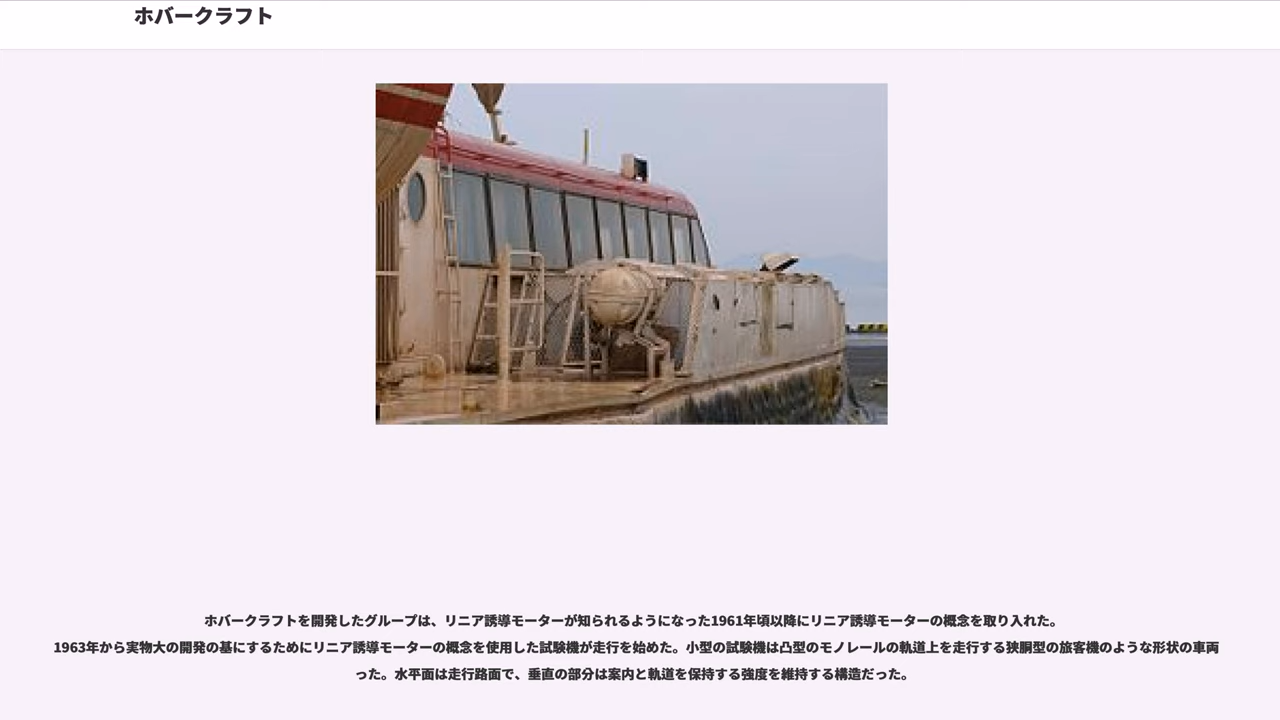 ホバークラフト
ホバークラフトを開発したグループは、リニア誘導モーターが知られるようになった1961年頃以降にリニア誘導モーターの概念を取り入れた。
1963年から実物大の開発の基にするためにリニア誘導モーターの概念を使用した試験機が走行を始めた。小型の試験機は凸型のモノレールの軌道上を走行する狭胴型の旅客機のような形状の車両
った。水平面は走行路面で、垂直の部分は案内と軌道を保持する強度を維持する構造だった。